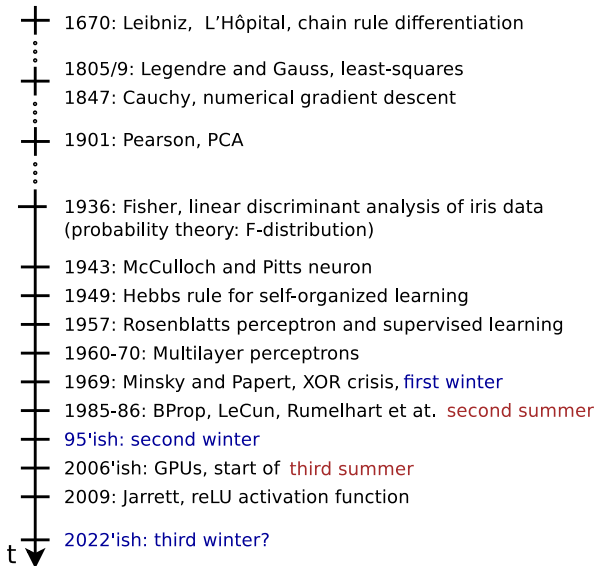 1670: Leibniz, L'Hôpital, chain rule differentiation
1805/9: Legendre and Gauss, least-squares
1847: Cauchy, numerical gradient descent
1901: Pearson, PCA
1936: Fisher, linear discriminant analysis of iris data
(probability theory: F-distribution)
1943: McCulloch and Pitts neuron
1949: Hebbs rule for self-organized learning
1957: Rosenblatts perceptron and supervised learning
1960-70: Multilayer perceptrons
1969: Minsky and Papert, XOR crisis, first winter
1985-86: BProp, LeCun, Rumelhart et at. second summer
95'ish: second winter
2006'ish: GPUs, start of third summer
2009: Jarrett, reLU activation function
2022'ish: third winter?
t